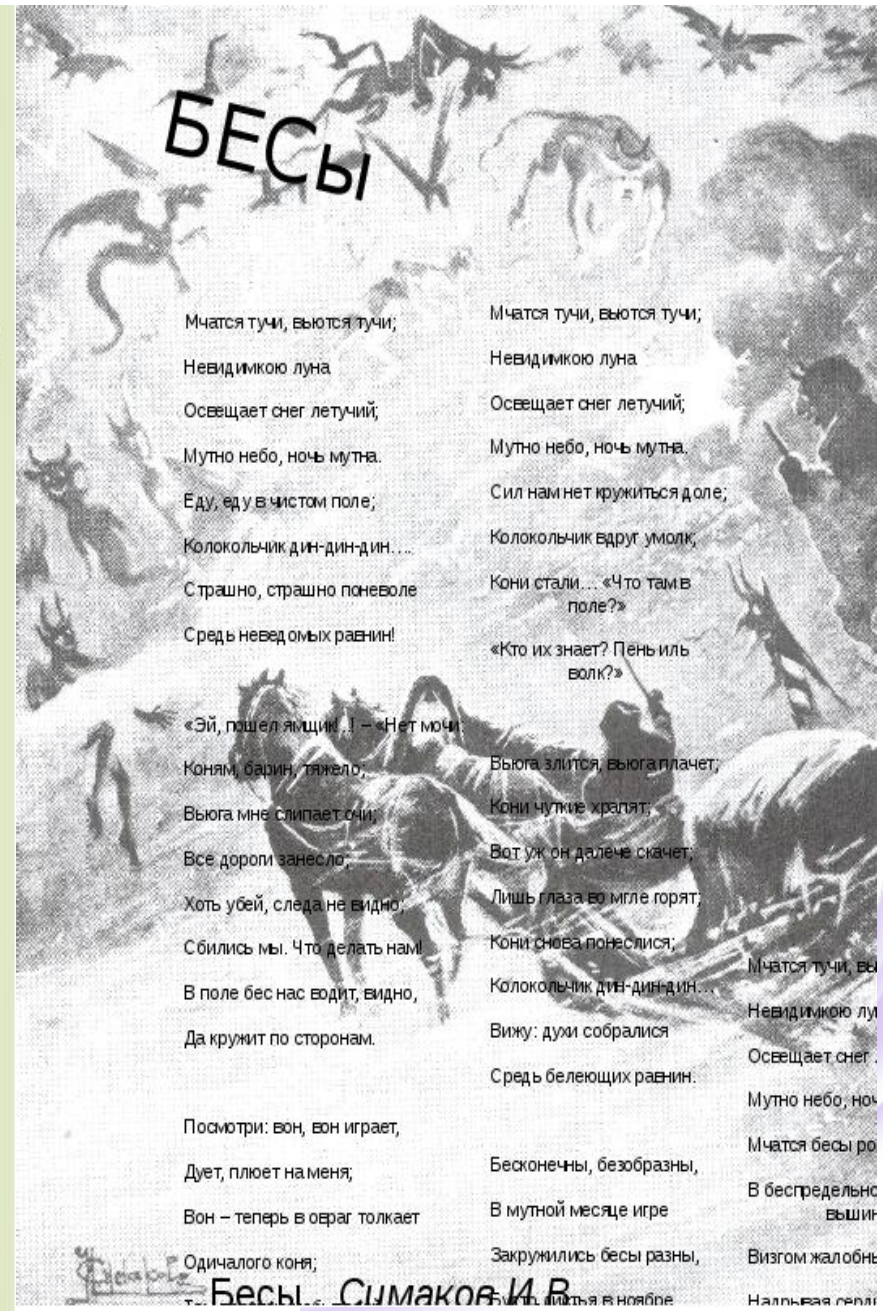 БЕСы
Мчатся тучи, вьются тучи;
Невидимкою луна
Освещает снег летучий;
Мутно небо, ночь мутна.
Еду, еду в чистом поле;
Колокольчик дин-дин-дин….
Страшно, страшно поневоле
Средь неведомых равнин!
«Эй, пошел ямщик!..! – «Нет мочи:
Коням, барин, тяжело;
Вьюга мне слипает очи;
Все дороги занесло;
Хоть убей, следа не видно;
Сбились мы. Что делать нам!
В поле бес нас водит, видно,
Да кружит по сторонам.
Посмотри: вон, вон играет,
Дует, плюет на меня;
Вон – теперь в овраг толкает
Одичалого коня;
Мчатся тучи, вьются тучи;
Невидимкою луна
Освещает снег летучий;
Мутно небо, ночь мутна.
Сил нам нет кружиться доле;
Колокольчик вдруг умолк;
Кони стали… «Что там в
поле?»
«Кто их знает? Пень иль
волк?»
Вьюга злится, вьюга плачет;
Кони чуткие храпят;
Вот уж он далече скачет;
Лишь глаза во мгле горят;
Кони снова понеслися;
Колокольчик дин-дин-дин…
Вижу: духи собралися
Средь белеющих равнин.
Бесконечны, безобразны,
В мутной месяце игре
Закружились бесы разны,
Будто листья в ноябре
Мчатся тучи,
Невидимкою
Освещает снег
Мутно небо,
Мчатся бесы
В
Визгом
Надрывая
Бесы. Симаков И.В.